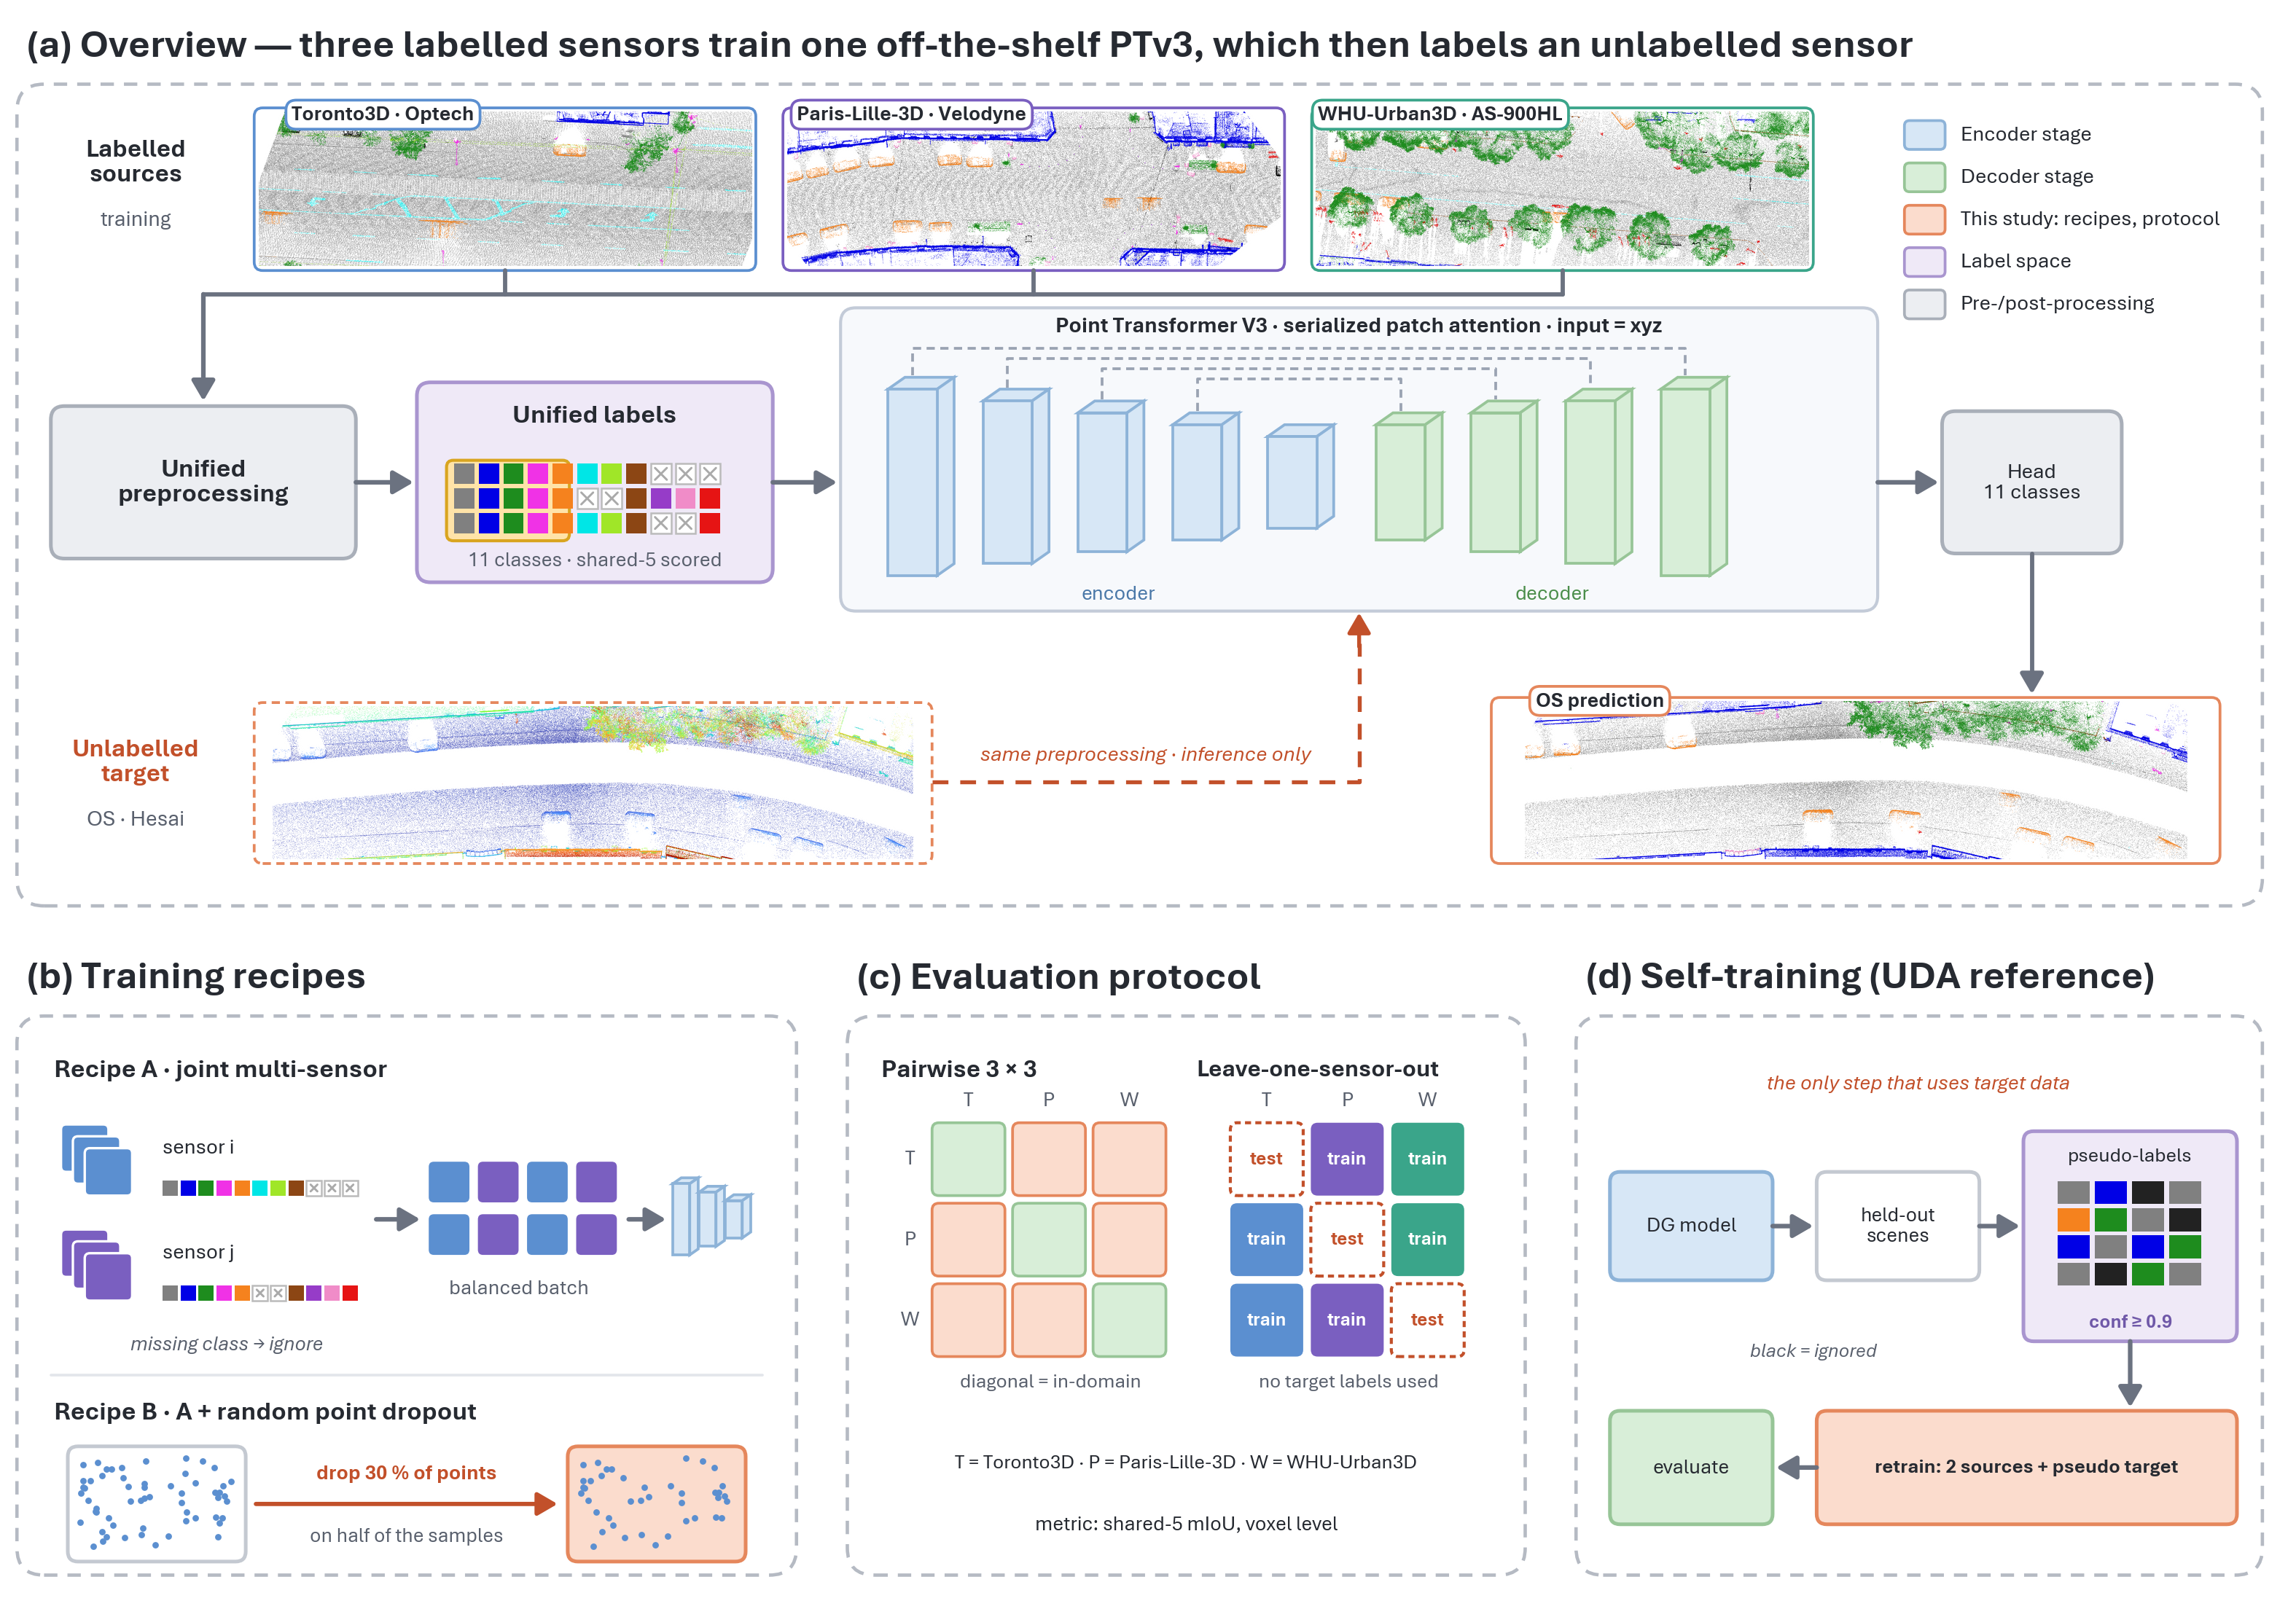 (a) Overview — three labelled sensors train one off-the-shelf PTv3, which then labels an unlabelled sensor
Labelled
sources
training
Toronto3D · Optech
Paris-Lille-3D · Velodyne
WHU-Urban3D · AS-900HL
Encoder stage
Decoder stage
This study: recipes, protocol
Label space
Pre-/post-processing
Unified
preprocessing
Unified labels
11 classes · shared-5 scored
Point Transformer V3 · serialized patch attention · input = xyz
encoder
decoder
Head
11 classes
Unlabelled
target
OS · Hesai
same preprocessing · inference only
OS prediction
(b) Training recipes
Recipe A · joint multi-sensor
sensor i
sensor j
missing class → ignore
balanced batch
Recipe B · A + random point dropout
drop 30 % of points
on half of the samples
(c) Evaluation protocol
Pairwise 3 × 3
T P W
T
P
W
diagonal = in-domain
Leave-one-sensor-out
T P W
test train train
train test train
train train test
no target labels used
T = Toronto3D · P = Paris-Lille-3D · W = WHU-Urban3D
metric: shared-5 mIoU, voxel level
(d) Self-training (UDA reference)
the only step that uses target data
DG model
held-out
scenes
pseudo-labels
conf ≥ 0.9
black = ignored
evaluate
retrain: 2 sources + pseudo target